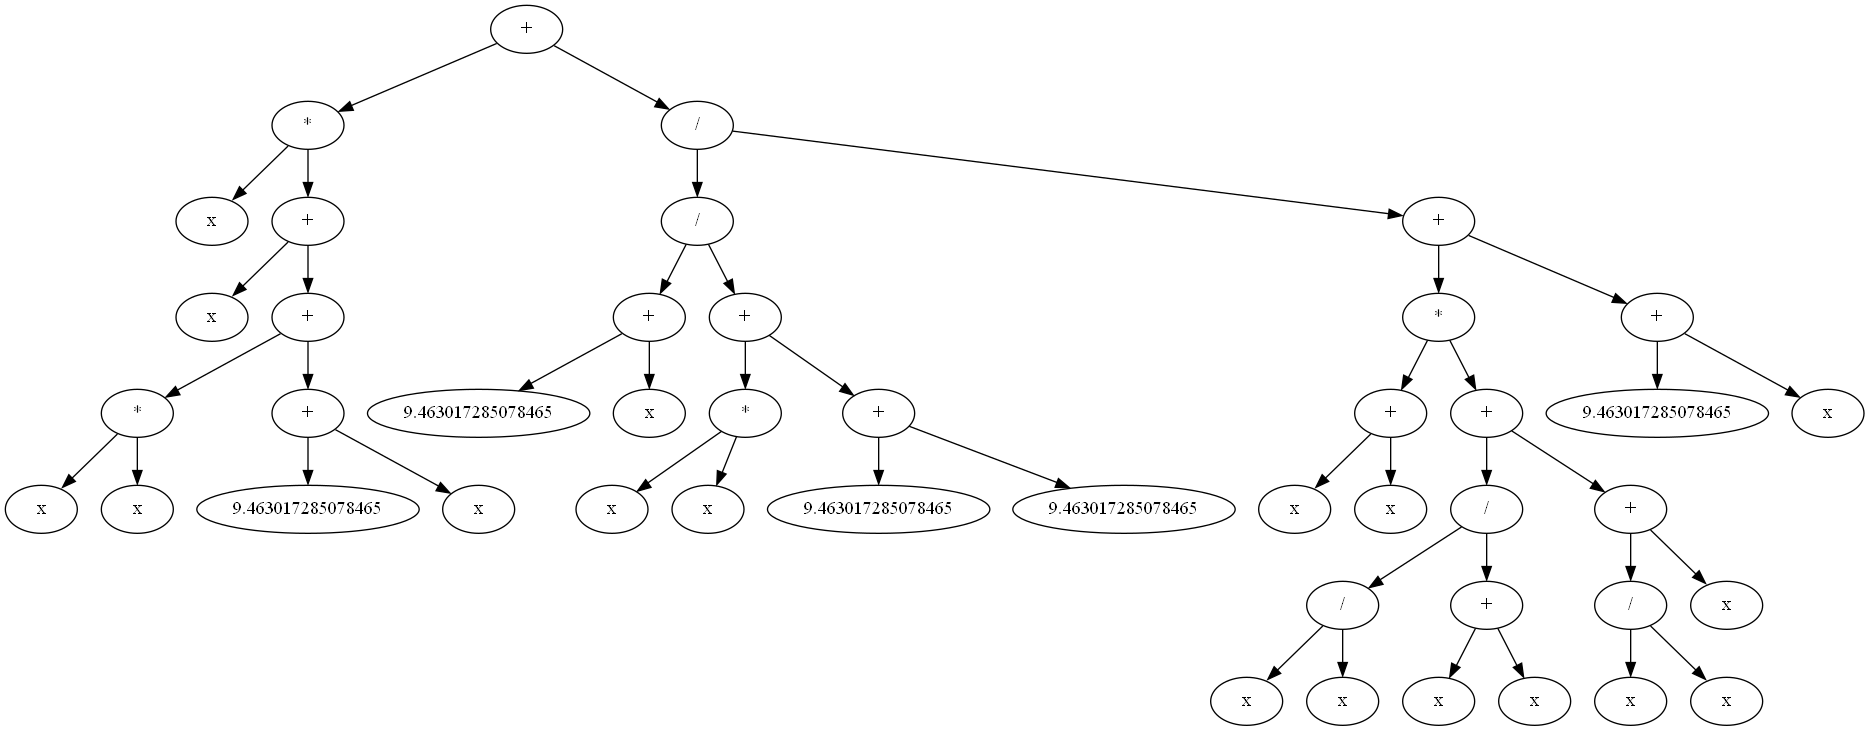 +
* /
x + / +
x + + + * +
* + 9.463017285078465 x * + + + 9.463017285078465 x
x x 9.463017285078465 x x x 9.463017285078465 9.463017285078465 x x / +
/ + / x
x x x x x x